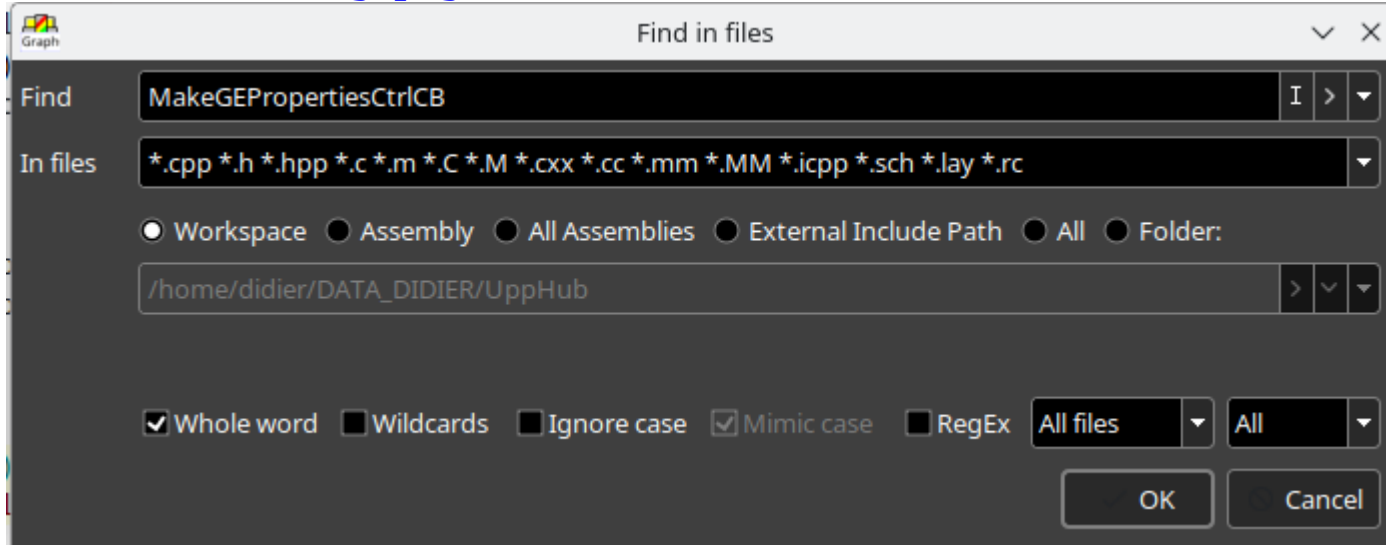 Graph
Find in files
Find MakeGEPropertiesCtrlCB I >
In files *.cpp *.h *.hpp *.c *.m *.C *.M *.cxx *.cc *.mm *.MM *.icpp *.sch *.lay *.rc
Workspace Assembly All Assemblies External Include Path All Folder:
/home/didier/DATA_DIDIER/UppHub >
Whole word Wildcards Ignore case Mimic case RegEx All files All
OK Cancel